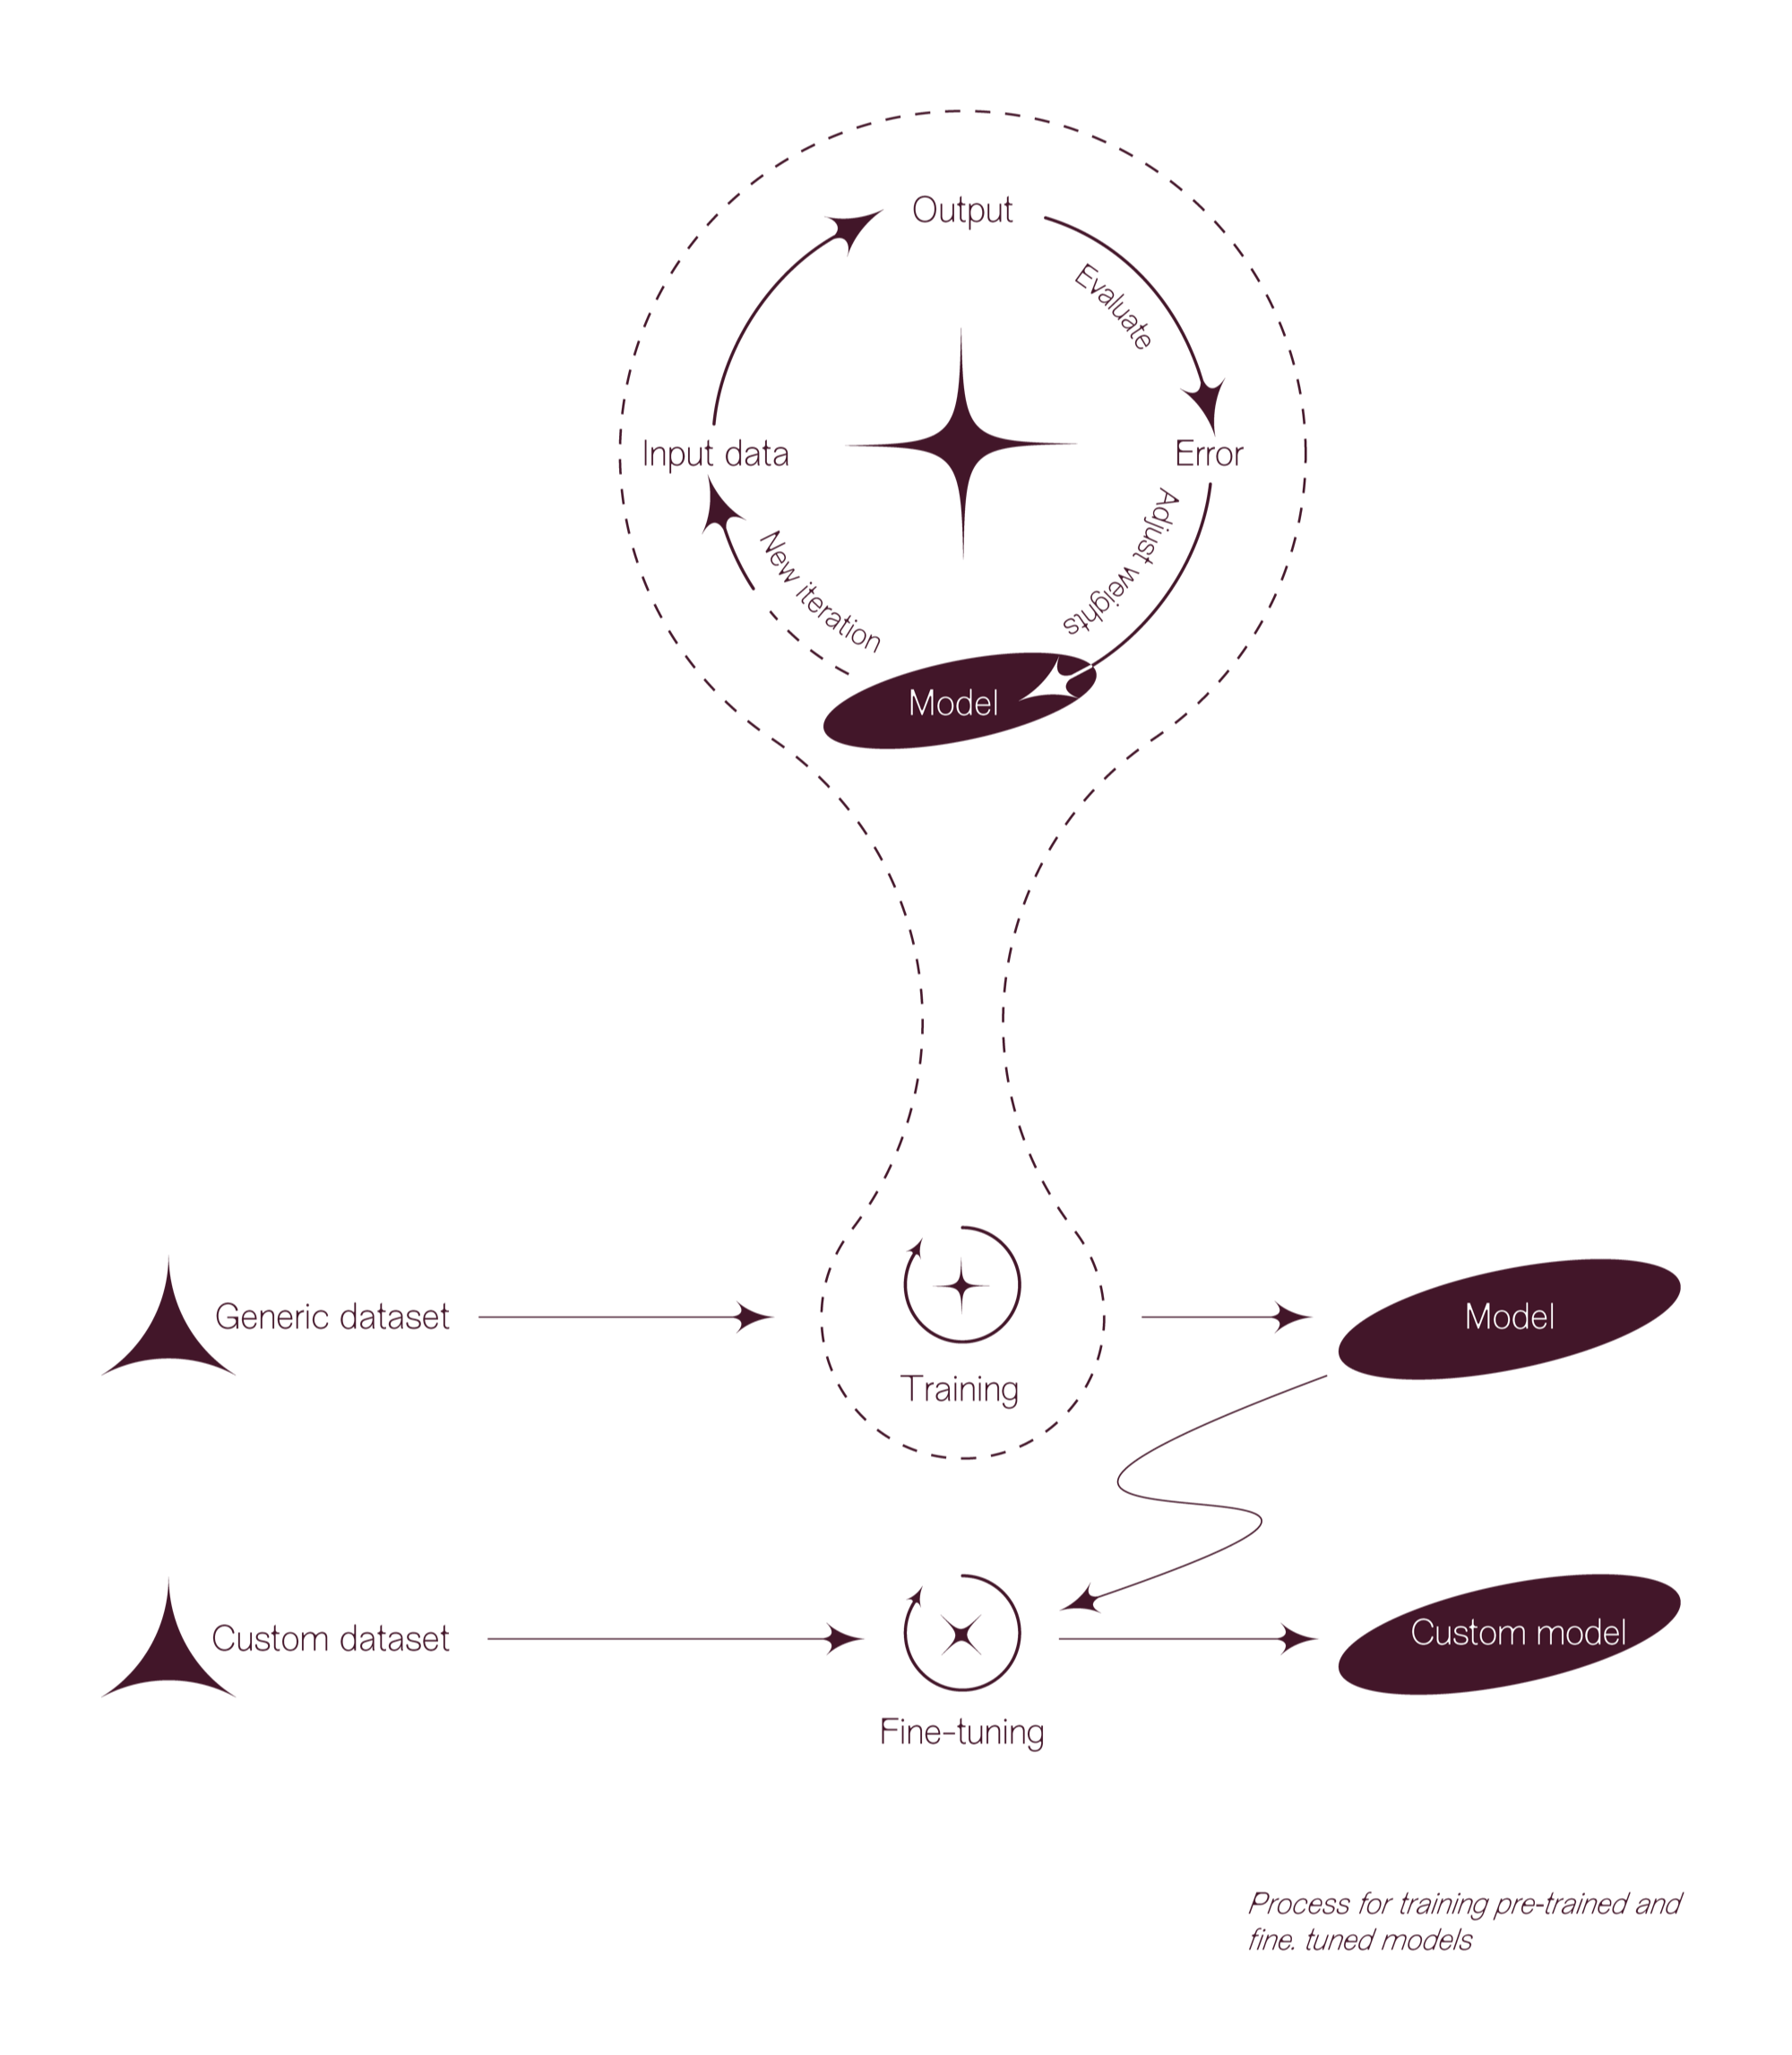 Output
Evaluate
Input data
Error
Adjust weights
New iteration
Model
Generic dataset
Training
Model
Custom dataset
Fine-tuning
Custom model
Process for training pre-trained and
fine. tuned models